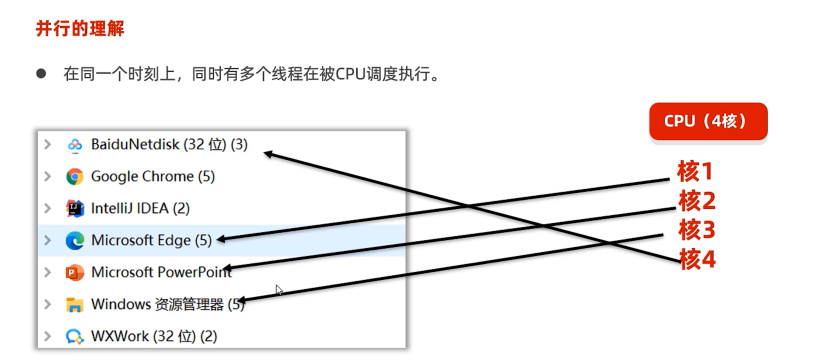 并行的理解
在同一个时刻上，同时有多个线程在被CPU调度执行。
CPU（4核）
BaiduNetdisk (32 位) (3)
Google Chrome (5)
IntelliJ IDEA (2)
Microsoft Edge (5)
Microsoft PowerPoint
Windows 资源管理器 (5)
WXWork (32 位) (2)
核1
核2
核3
核4